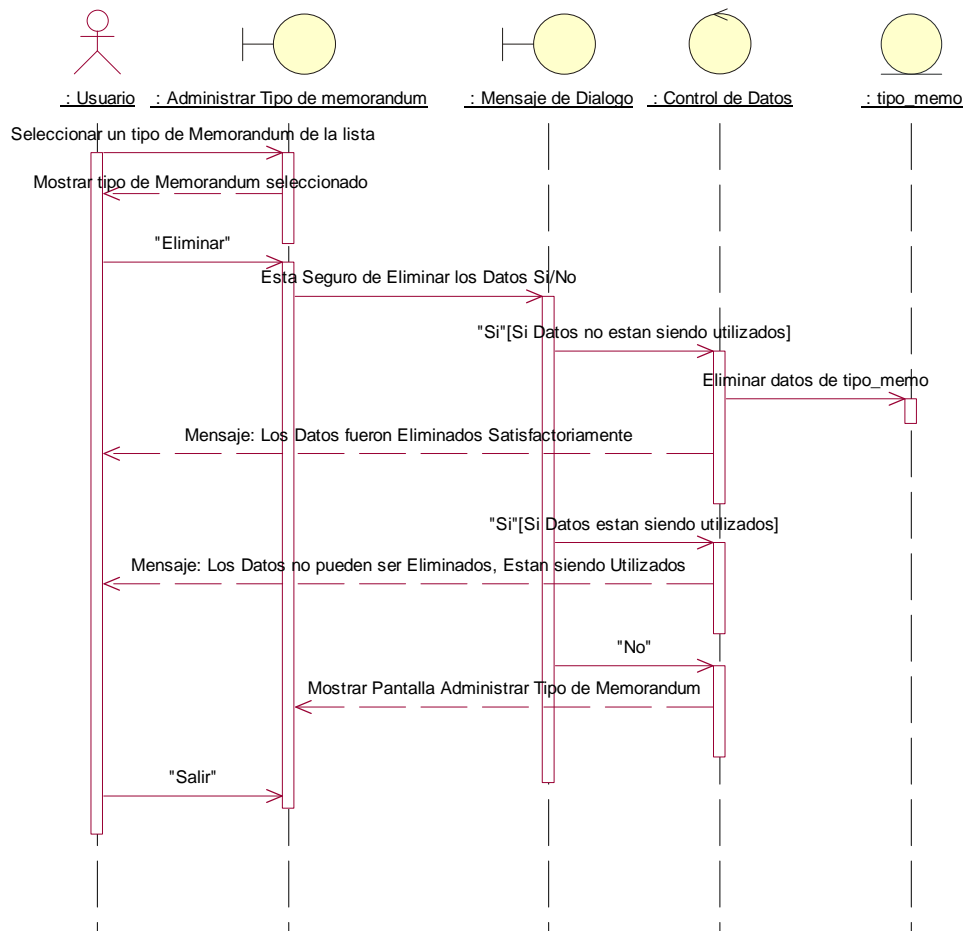 : Usuario
: Administrar Tipo de memorandum
: Mensaje de Dialogo
: Control de Datos
: tipo_memo
Seleccionar un tipo de Memorandum de la lista
Mostrar tipo de Memorandum seleccionado
"Eliminar"
Esta Seguro de Eliminar los Datos Si/No
"Si"[Si Datos no estan siendo utilizados]
Eliminar datos de tipo_memo
Mensaje: Los Datos fueron Eliminados Satisfactoriamente
"Si"[Si Datos estan siendo utilizados]
Mensaje: Los Datos no pueden ser Eliminados, Estan siendo Utilizados
"No"
Mostrar Pantalla Administrar Tipo de Memorandum
"Salir"